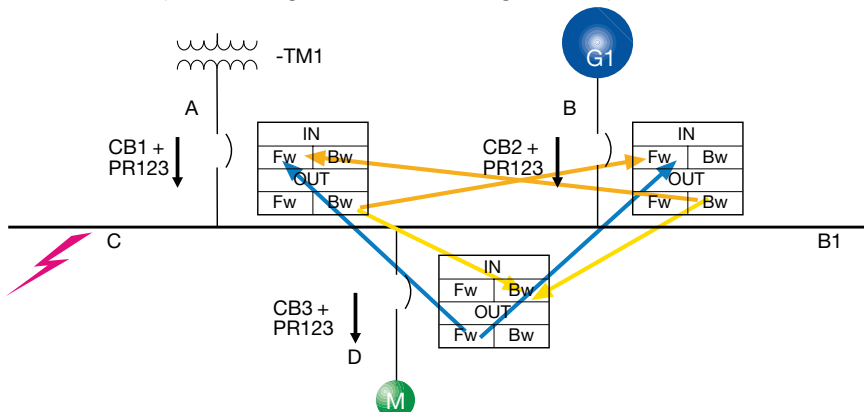 -TM1
G1
A
B
CB1 +
PR123
IN
Fw Bw
OUT
Fw Bw
CB2 +
PR123
IN
Fw Bw
OUT
Fw Bw
C
B1
CB3 +
PR123
D
IN
Fw Bw
OUT
Fw Bw
M